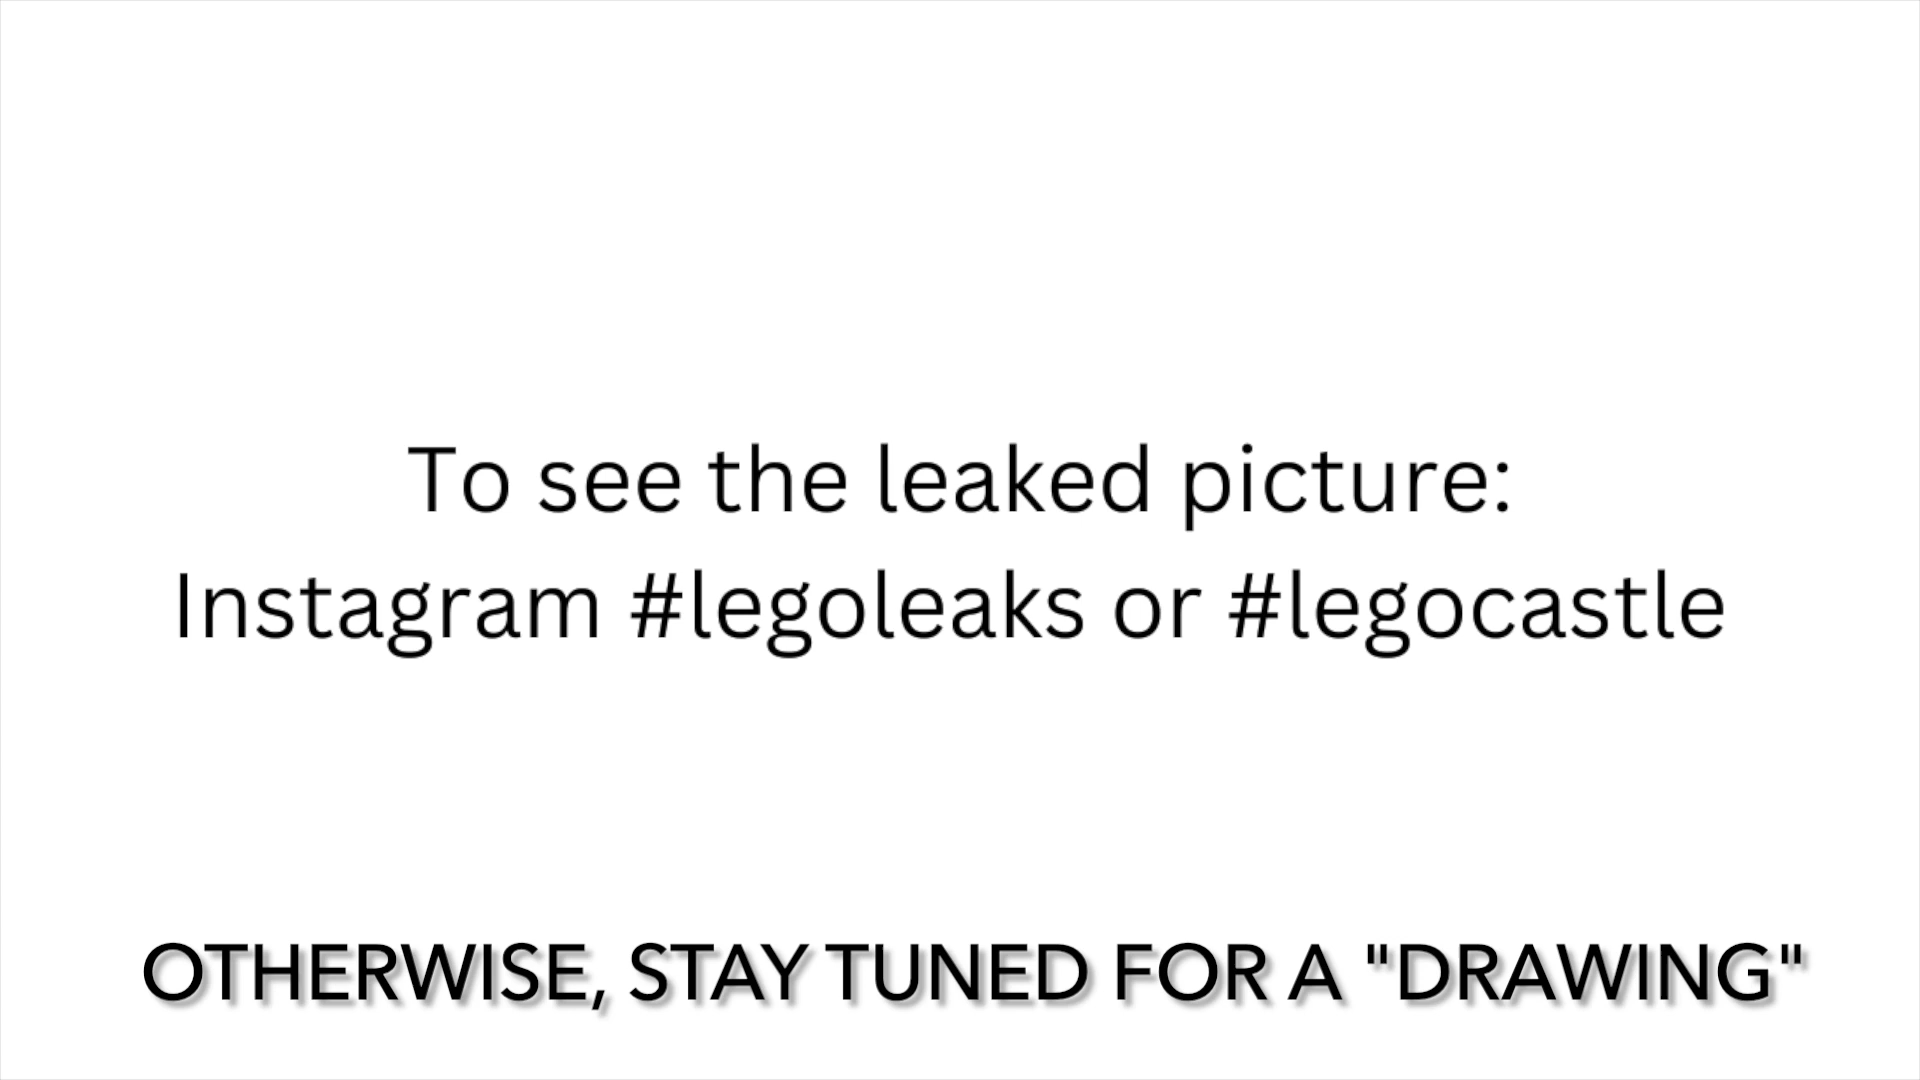 To see the leaked picture:
Instagram #legoleaks or #legocastle
OTHERWISE, STAY TUNED FOR A "DRAWING"